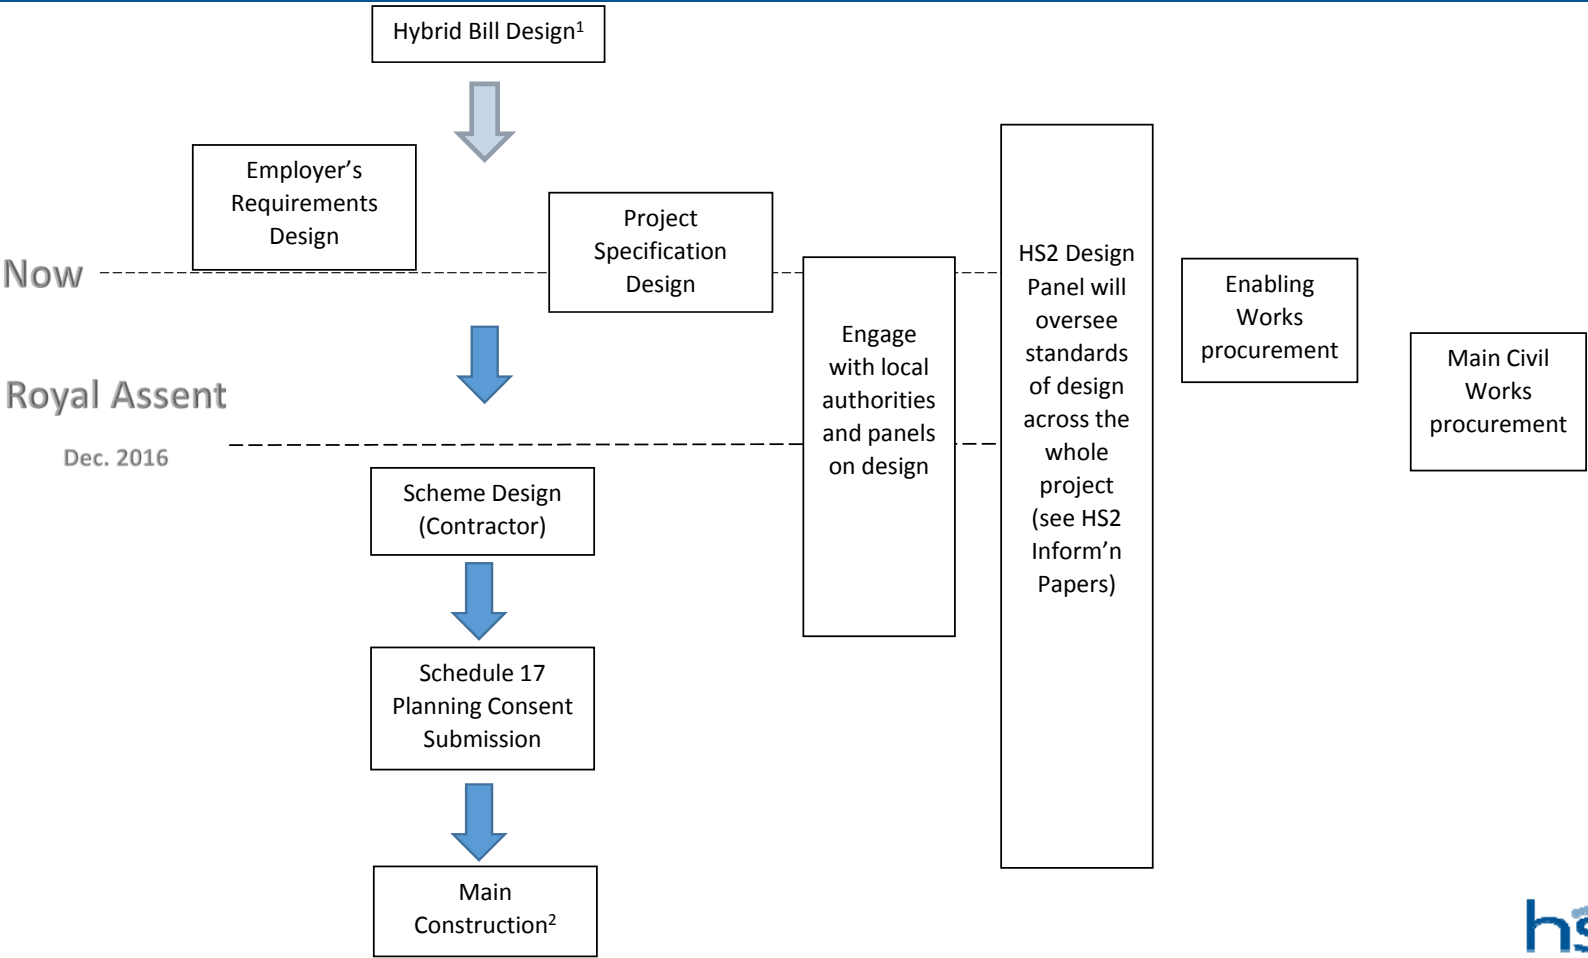 Hybrid Bill Design¹
Employer’s
Requirements
Design
Project
Specification
Design
Now
Royal Assent
Dec. 2016
Engage
with local
authorities
and panels
on design
HS2 Design
Panel will
oversee
standards
of design
across the
whole
project
(see HS2
Inform’n
Papers)
Enabling
Works
procurement
Main Civil
Works
procurement
Scheme Design
(Contractor)
Schedule 17
Planning Consent
Submission
Main
Construction²
hs